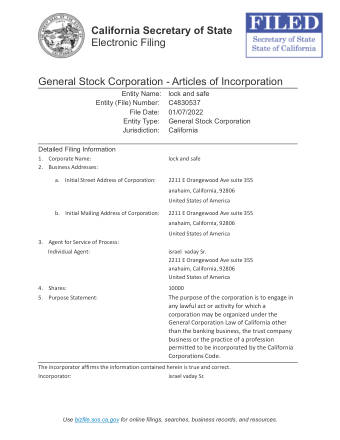 California Secretary of State
Electronic Filing
FILED
Secretary of State
State of California
General Stock Corporation - Articles of Incorporation
Entity Name: lock and safe
Entity (File) Number: C4830537
File Date: 01/07/2022
Entity Type: General Stock Corporation
Jurisdiction: California
Detailed Filing Information
1. Corporate Name: lock and safe
2. Business Addresses:
a. Initial Street Address of Corporation: 2211 E Orangewood Ave suite 355
anahaim, California, 92806
United States of America
b. Initial Mailing Address of Corporation: 2211 E Orangewood Ave suite 355
anahaim, California, 92806
United States of America
3. Agent for Service of Process:
Individual Agent: israel vaday Sr.
2211 E Orangewood Ave suite 355
anahaim, California, 92806
United States of America
4. Shares: 10000
5. Purpose Statement: The purpose of the corporation is to engage in
any lawful act or activity for which a
corporation may be organized under the
General Corporation Law of California other
than the banking business, the trust company
business or the practice of a profession
permitted to be incorporated by the California
Corporations Code.
The incorporator affirms the information contained herein is true and correct.
Incorporator: israel vaday Sr.
Use bizfile.sos.ca.gov for online filings, searches, business records, and resources.